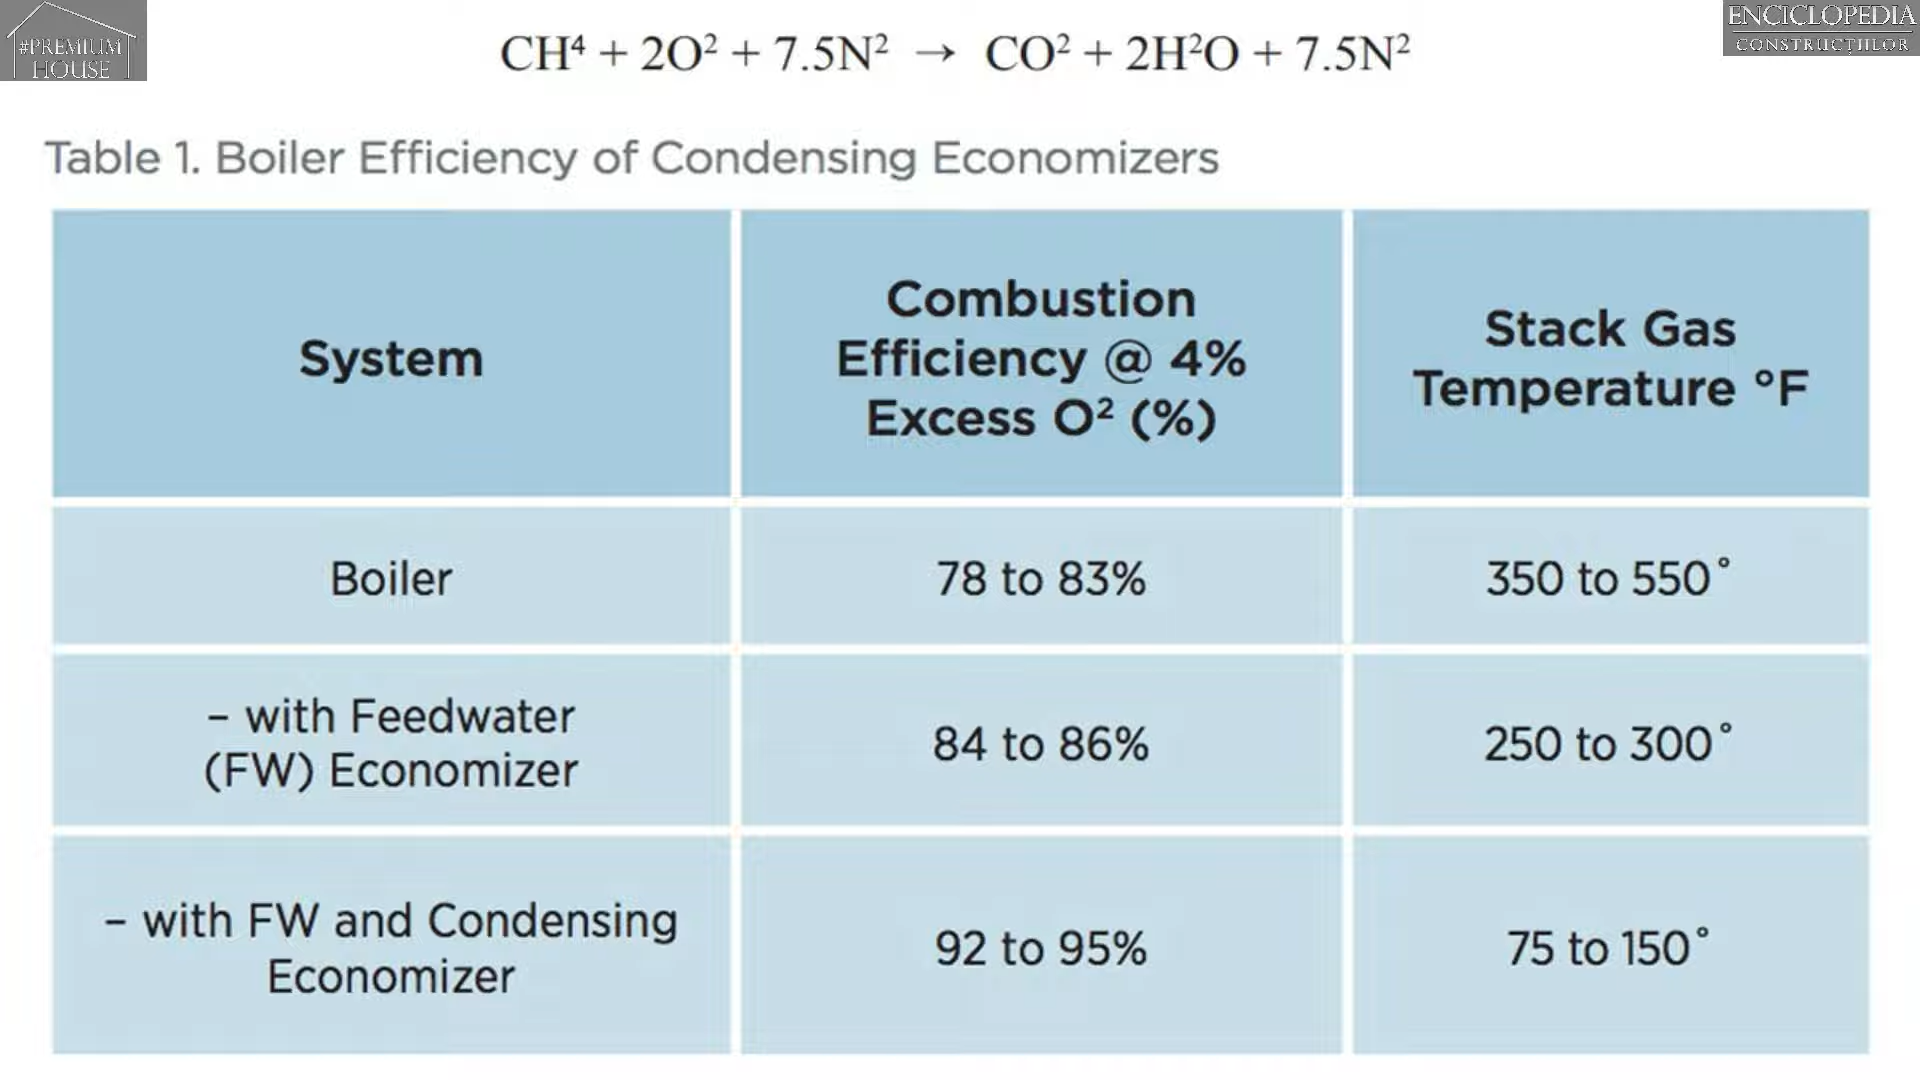 #PREMIUM
HOUSE
ENCICLOPEDIA
CONSTRUCȚIILOR
CH⁴ + 2O² + 7.5N² → CO² + 2H²O + 7.5N²
Table 1. Boiler Efficiency of Condensing Economizers
System
Combustion
Efficiency @ 4%
Excess O² (%)
Stack Gas
Temperature °F
Boiler
78 to 83%
350 to 550°
– with Feedwater
(FW) Economizer
84 to 86%
250 to 300°
– with FW and Condensing
Economizer
92 to 95%
75 to 150°